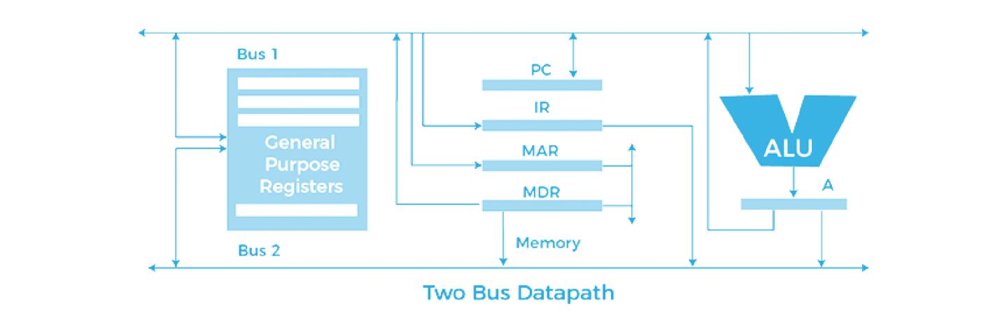 Bus 1
PC
IR
General
Purpose
Registers
MAR
MDR
ALU
A
Memory
Bus 2
Two Bus Datapath